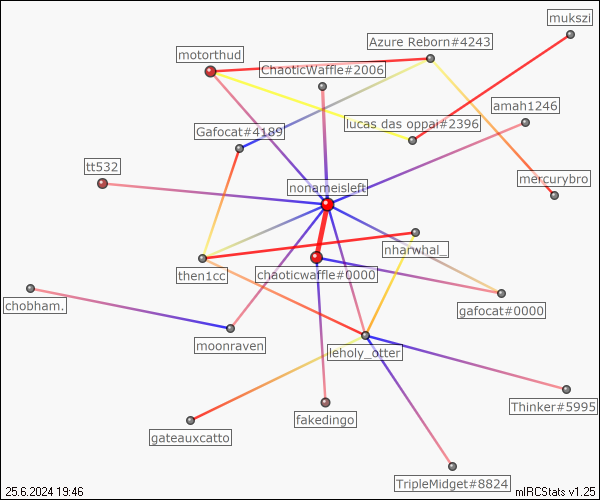 mukszi
Azure Reborn#4243
motorthud
ChaoticWaffle#2006
amah1246
lucas das oppai#2396
Gafocat#4189
tt532
mercurybro
nonameisleft
nharwhal_
then1cc
chaoticwaffle#0000
chobham.
gafocat#0000
moonraven
leholy_otter
Thinker#5995
fakedingo
gateauxcatto
TripleMidget#8824
25.6.2024 19:46
mIRCStats v1.25